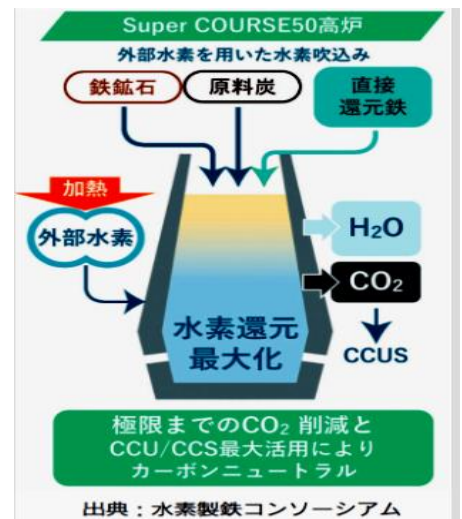 Super COURSE50高炉
外部水素を用いた水素吹込み
鉄鉱石
原料炭
直接
還元鉄
加熱
外部水素
H₂O
CO₂
CCUS
水素還元
最大化
極限までのCO₂ 削減と
CCU/CCS最大活用により
カーボンニュートラル
出典：水素製鉄コンソーシアム